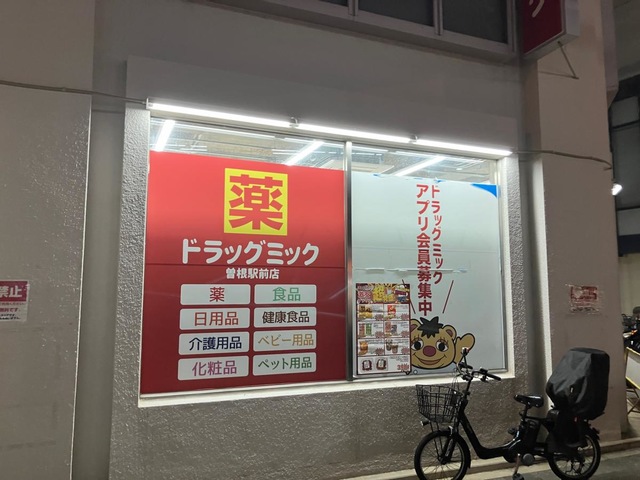 薬
ドラッグミック
曽根駅前店
薬
食品
日用品
健康食品
介護用品
ベビー用品
化粧品
ペット用品
ドラッグミック
アプリ会員募集中
禁止